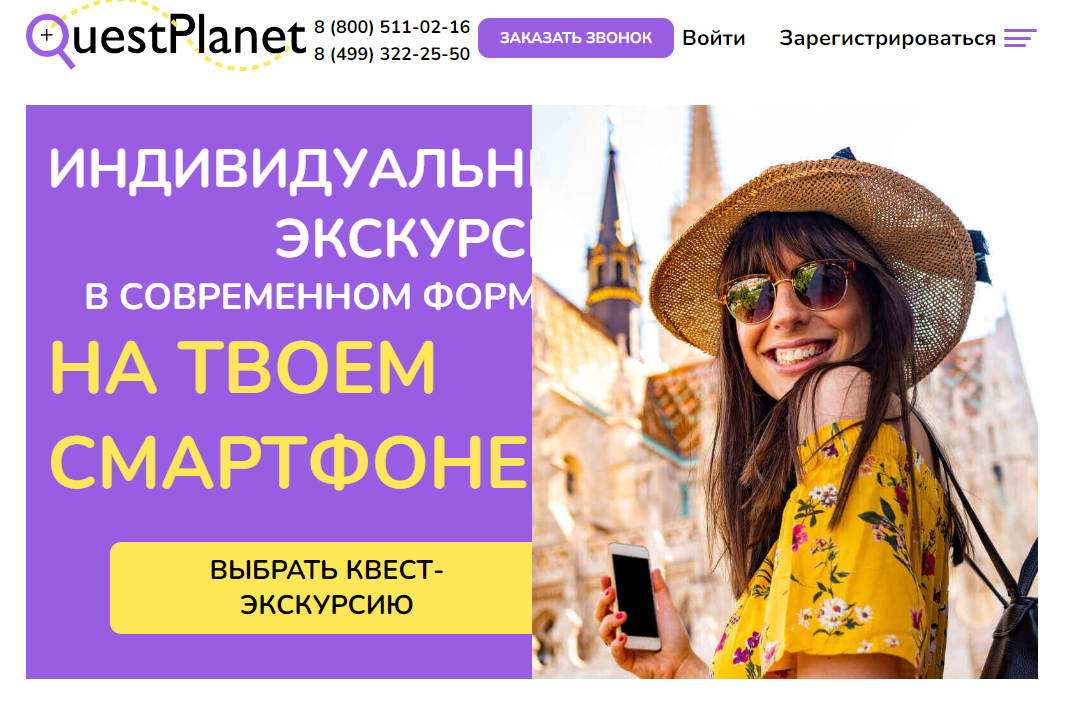 QuestPlanet
8 (800) 511-02-16
8 (499) 322-25-50
ЗАКАЗАТЬ ЗВОНОК
Войти
Зарегистрироваться
ИНДИВИДУАЛЬН
ЭКСКУРС
В СОВРЕМЕННОМ ФОРМ
НА ТВОЕМ
СМАРТФОНЕ
ВЫБРАТЬ КВЕСТ-
ЭКСКУРСИЮ